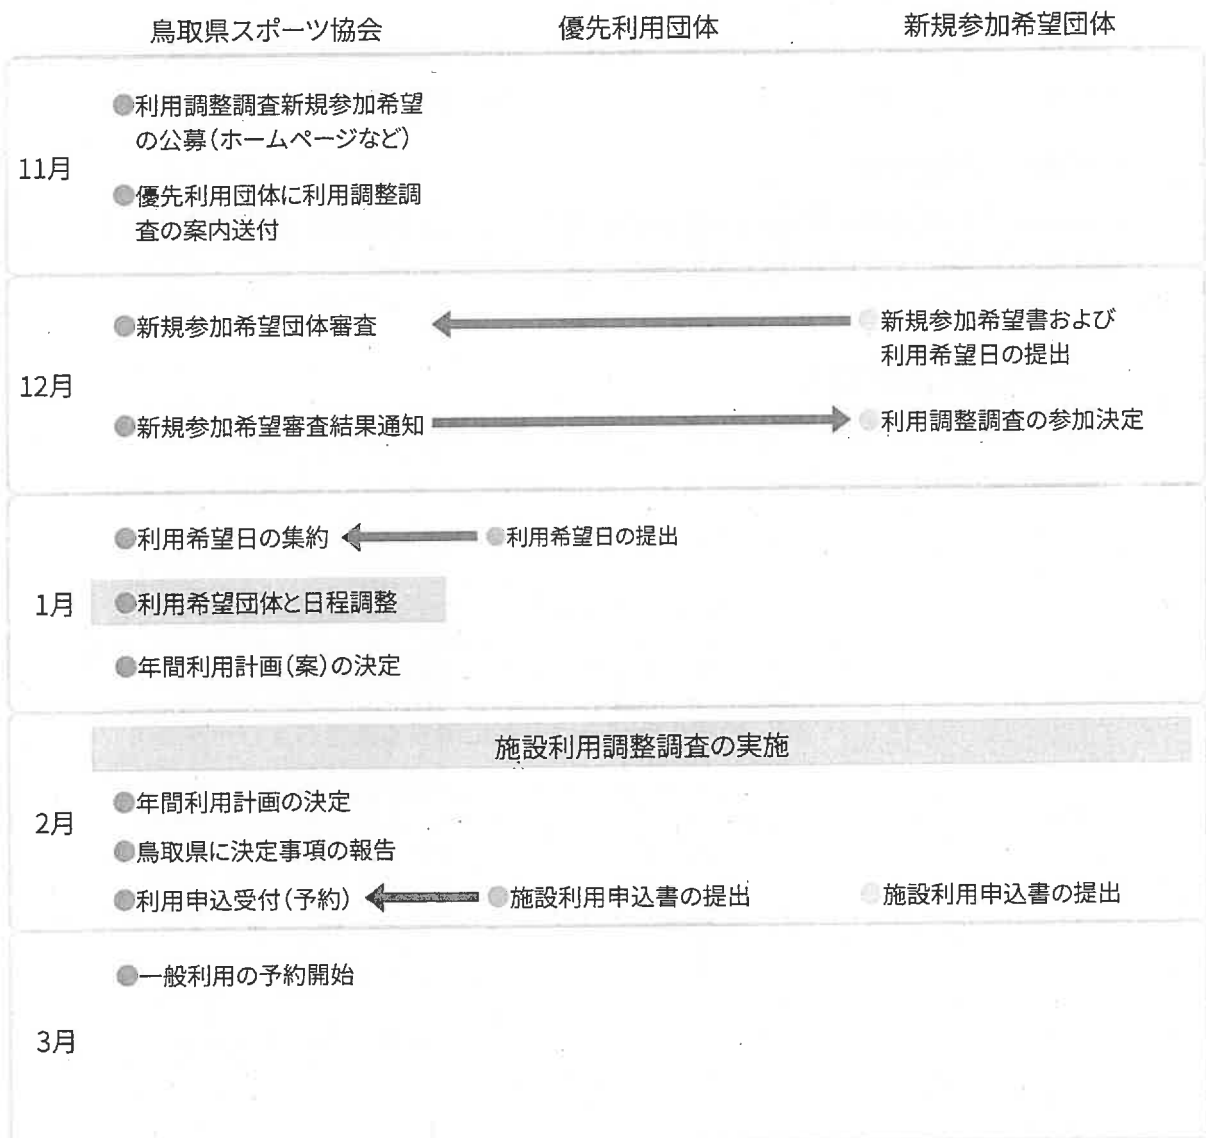 鳥取県スポーツ協会
優先利用団体
新規参加希望団体
11月
●利用調整調査新規参加希望
の公募(ホームページなど)
●優先利用団体に利用調整調
査の案内送付
12月
●新規参加希望団体審査
●新規参加希望書および
利用希望日の提出
●新規参加希望審査結果通知
●利用調整調査の参加決定
1月
●利用希望日の集約
●利用希望日の提出
●利用希望団体と日程調整
●年間利用計画(案)の決定
2月
施設利用調整調査の実施
●年間利用計画の決定
●鳥取県に決定事項の報告
●利用申込受付(予約)
●施設利用申込書の提出
●施設利用申込書の提出
3月
●一般利用の予約開始